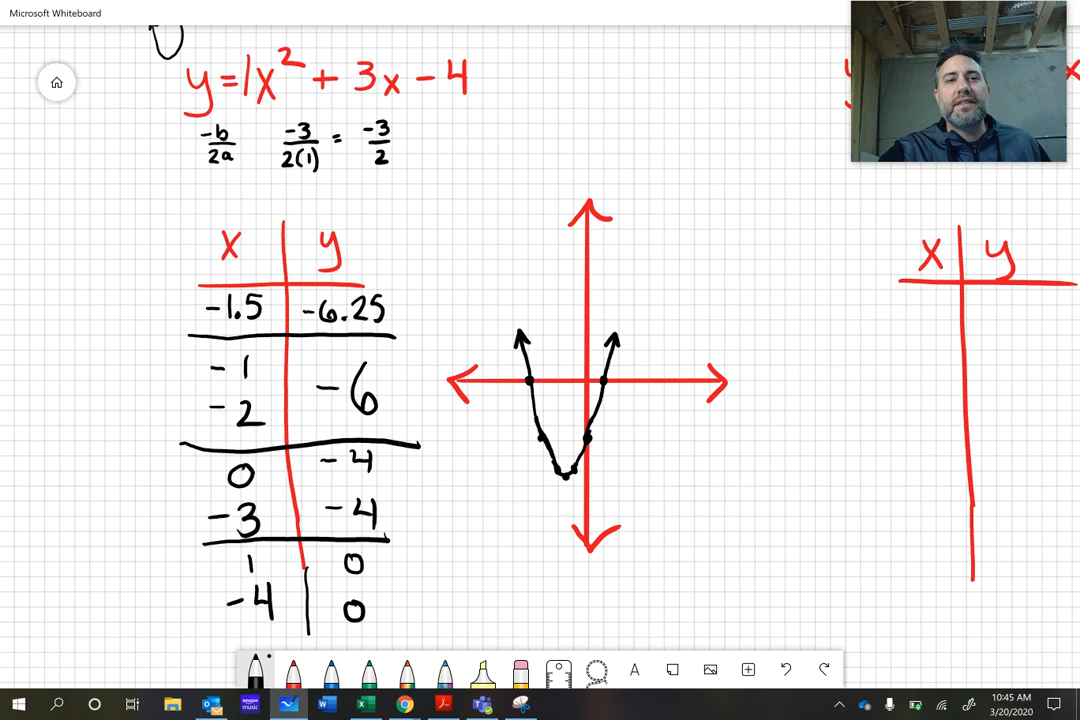 Microsoft Whiteboard
y=1x² + 3x - 4
-b/2a -3/2(1) = -3/2
x y
-1.5 -6.25
-1
-6
-2
0 -4
-3 -4
1 0
-4 0
x y
x
A
10:45 AM
3/20/2020